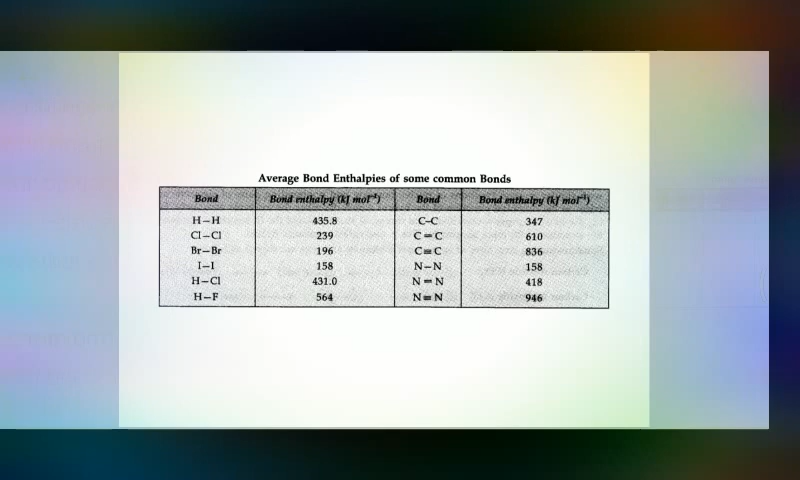 Average Bond Enthalpies of some common Bonds
Bond Bond enthalpy (kJ mol⁻¹) Bond Bond enthalpy (kJ mol⁻¹)
H–H 435.8 C–C 347
Cl–Cl 239 C=C 610
Br–Br 196 C≡C 836
I–I 158 N–N 158
H–Cl 431.0 N=N 418
H–F 564 N≡N 946